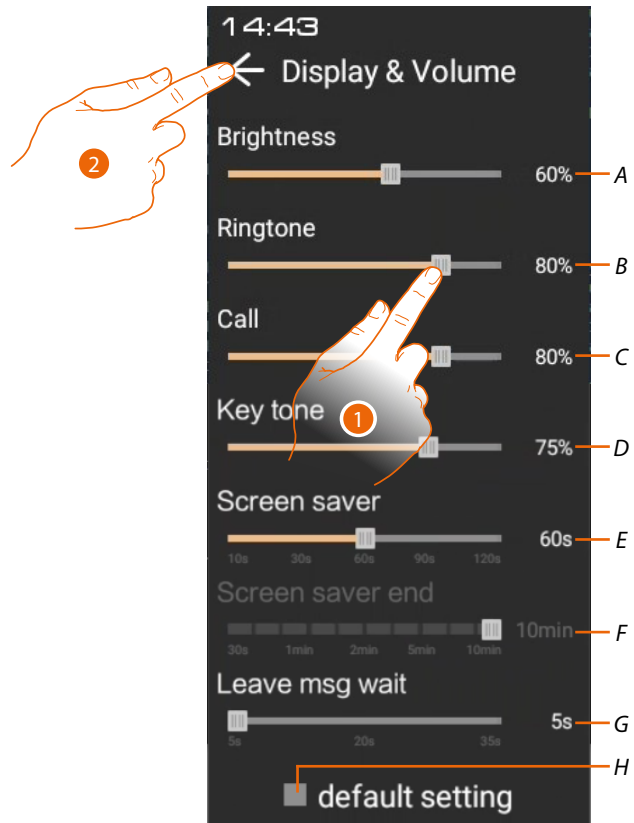 14:43
Display & Volume
2
Brightness
60% A
Ringtone
80% B
Call
80% C
Key tone
1
75% D
Screen saver
60s E
10s 30s 60s 90s 120s
Screen saver end
10min F
30s 1min 2min 5min 10min
Leave msg wait
5s G
5s 20s 35s
H
default setting